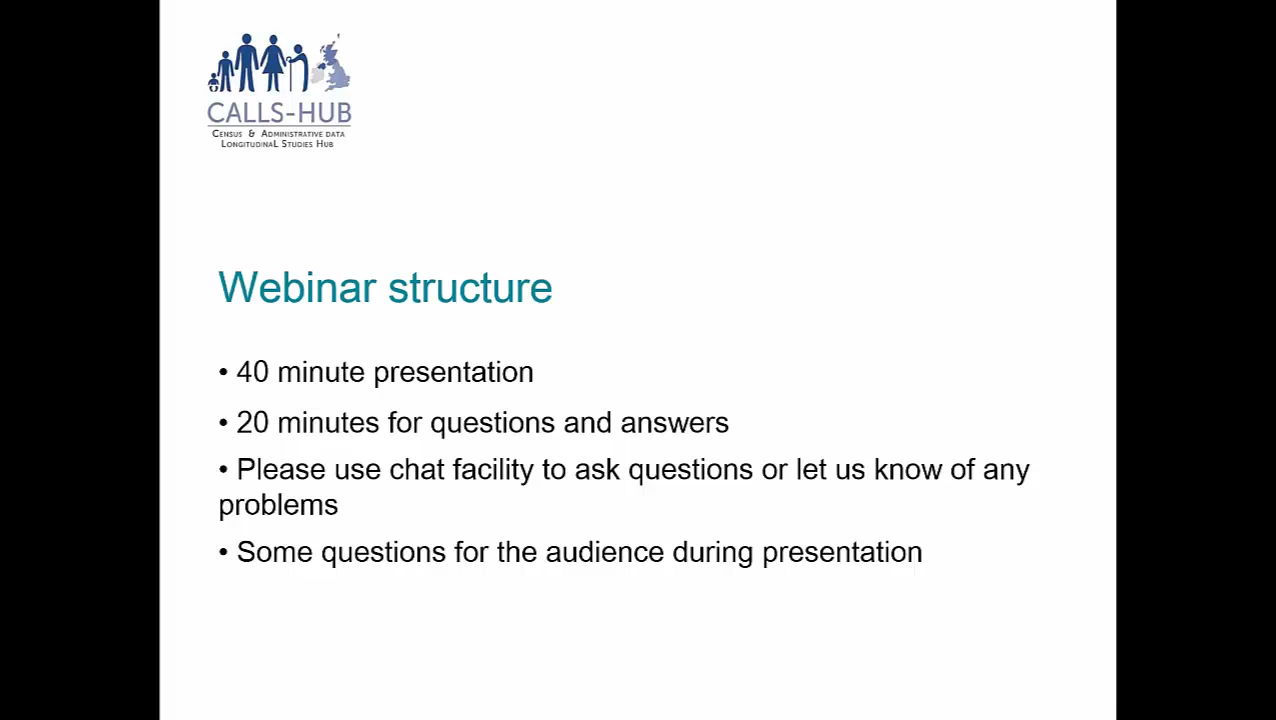 CALLS-HUB
Census & Administrative data
LongitudinaL Studies Hub
Webinar structure
• 40 minute presentation
• 20 minutes for questions and answers
• Please use chat facility to ask questions or let us know of any
problems
• Some questions for the audience during presentation